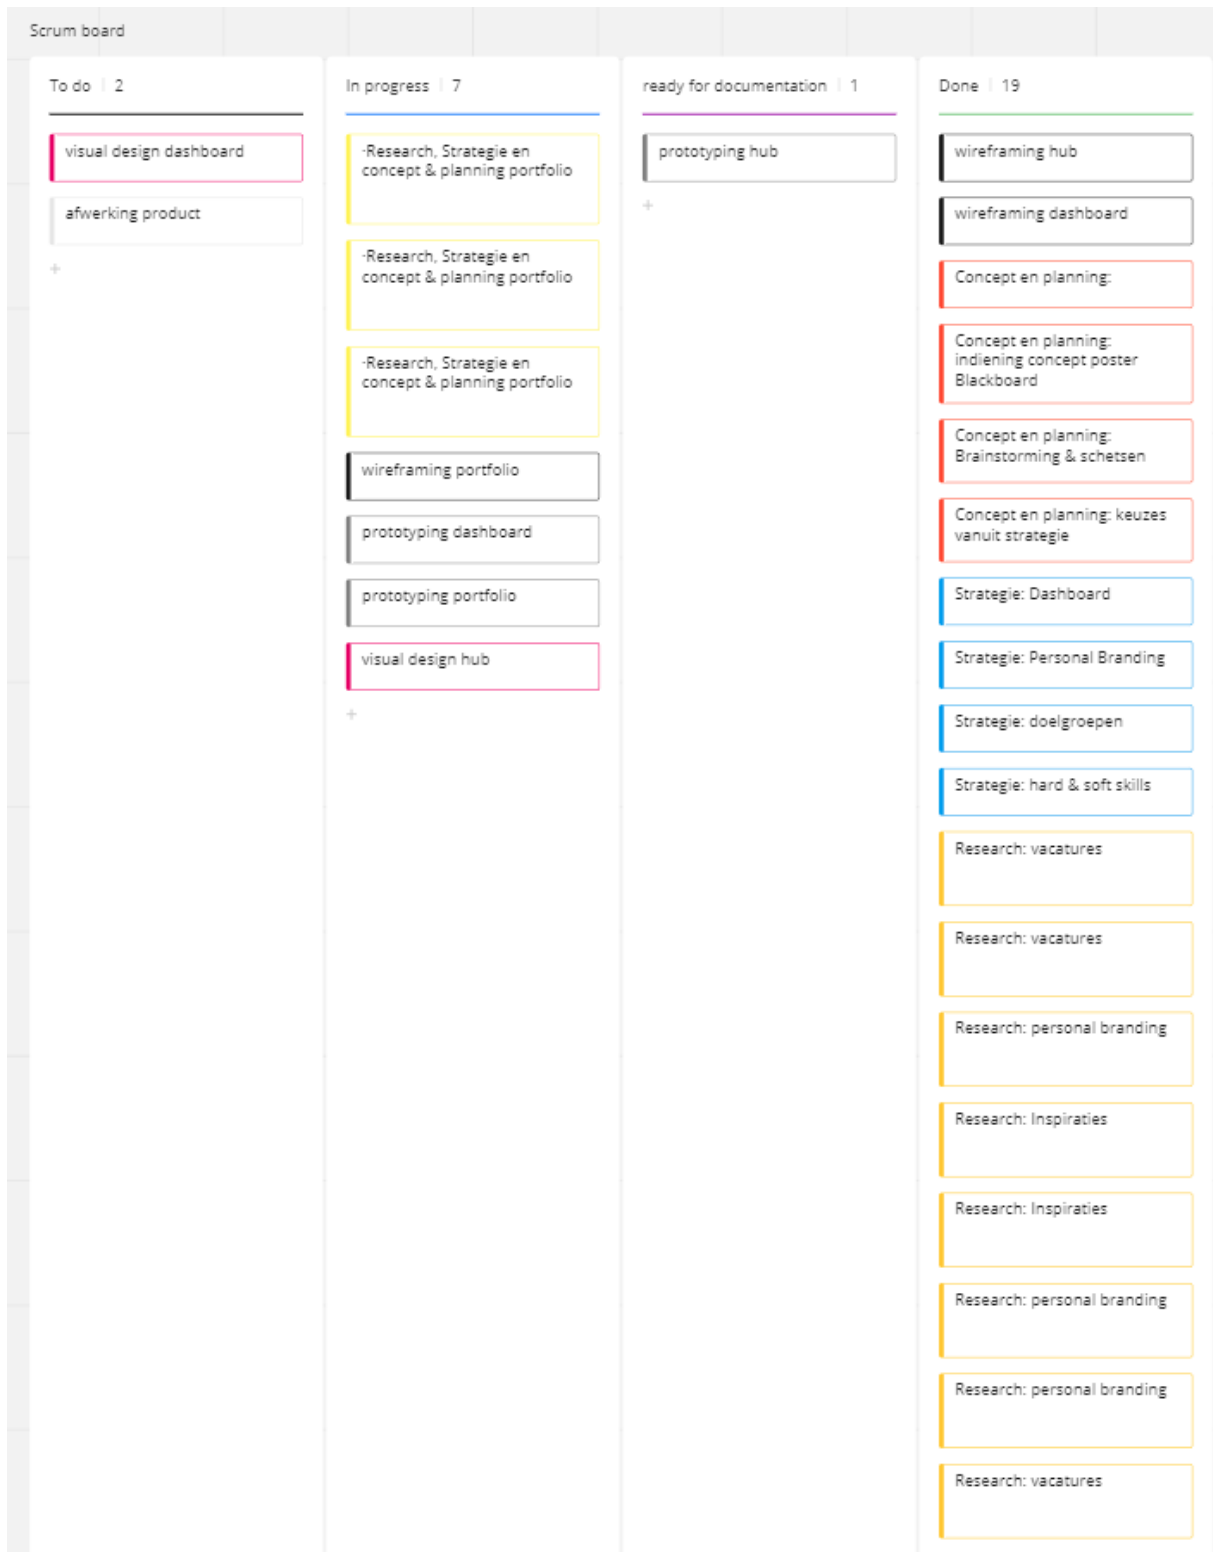 Scrum board
To do | 2
visual design dashboard
afwerking product
+
In progress | 7
-Research, Strategie en
concept & planning portfolio
-Research, Strategie en
concept & planning portfolio
-Research, Strategie en
concept & planning portfolio
wireframing portfolio
prototyping dashboard
prototyping portfolio
visual design hub
+
ready for documentation | 1
prototyping hub
+
Done | 19
wireframing hub
wireframing dashboard
Concept en planning:
Concept en planning:
indiening concept poster
Blackboard
Concept en planning:
Brainstorming & schetsen
Concept en planning: keuzes
vanuit strategie
Strategie: Dashboard
Strategie: Personal Branding
Strategie: doelgroepen
Strategie: hard & soft skills
Research: vacatures
Research: vacatures
Research: personal branding
Research: Inspiraties
Research: Inspiraties
Research: personal branding
Research: personal branding
Research: vacatures